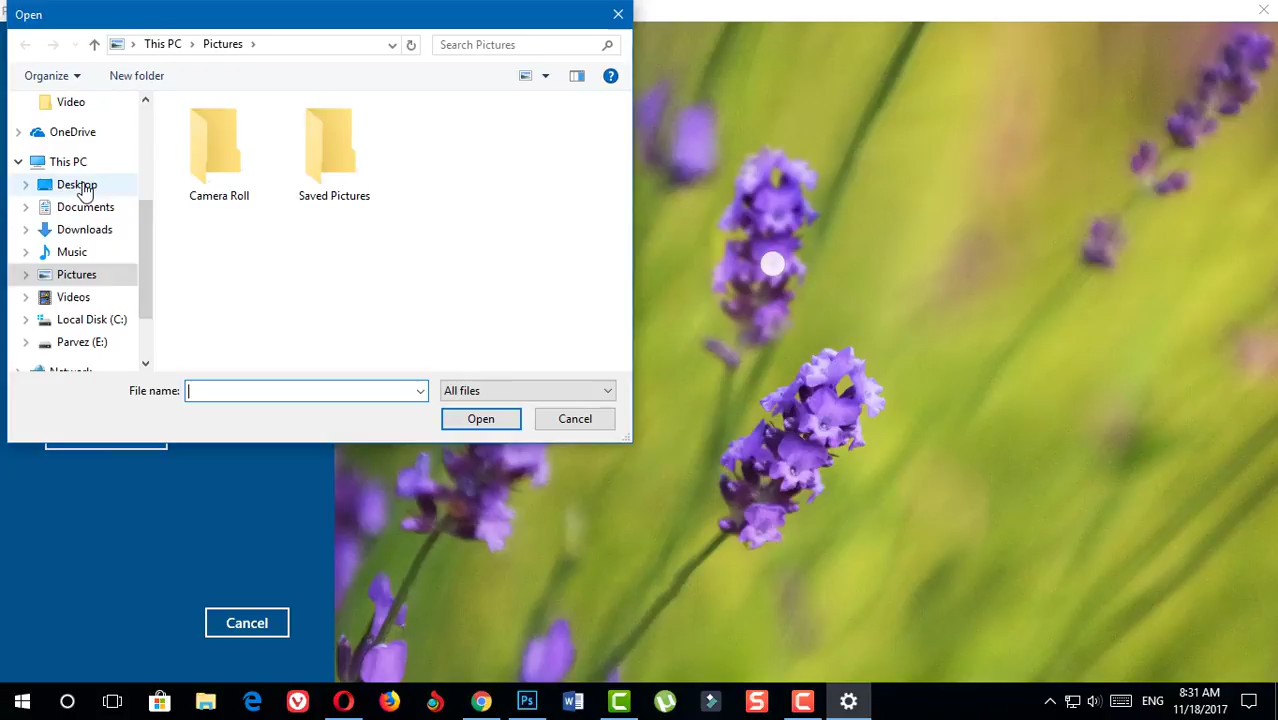 Open
This PC
Pictures
Search Pictures
Organize
New folder
Video
OneDrive
This PC
Desktop
Documents
Downloads
Music
Pictures
Videos
Local Disk (C:)
Parvez (E:)
Network
Camera Roll
Saved Pictures
File name:
All files
Open
Cancel
Cancel
ENG
8:31 AM
11/18/2017